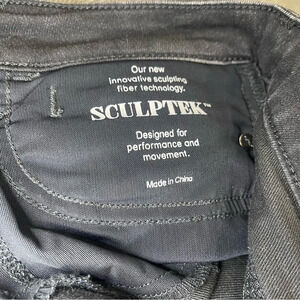 Our new
innovative sculpting
fiber technology.
SCULPTEK™
Designed for
performance and
movement.
Made in China